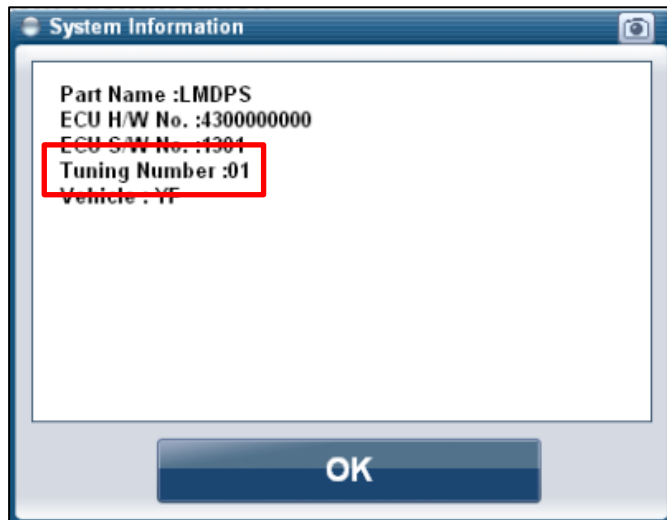 System Information
Part Name :LMDPS
ECU H/W No. :4300000000
ECU S/W No. :1301
Tuning Number :01
Vehicle : YF
OK